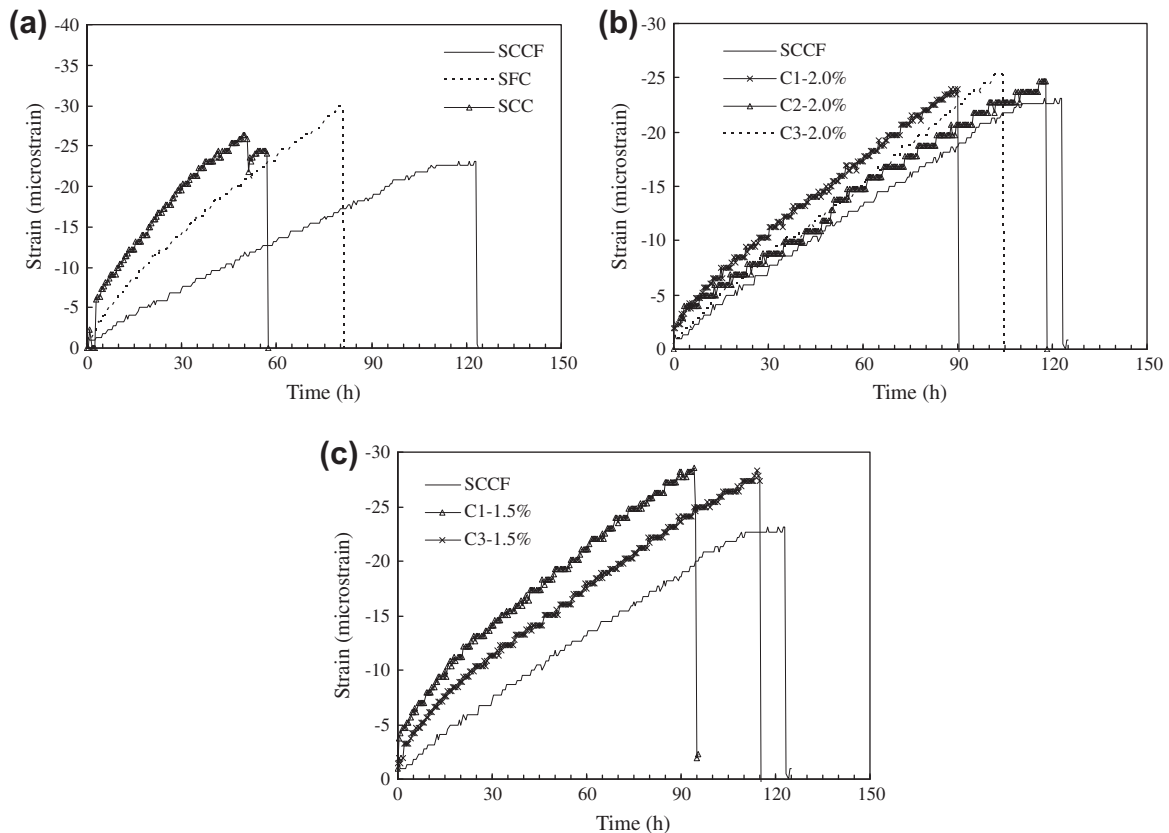 (a)
-40
-35
-30
-25
-20
-15
-10
-5
0
Strain (microstrain)
SCCF
SFC
SCC
0 30 60 90 120 150
Time (h)
(b)
-30
-25
-20
-15
-10
-5
0
Strain (microstrain)
SCCF
C1-2.0%
C2-2.0%
C3-2.0%
0 30 60 90 120 150
Time (h)
(c)
-30
-25
-20
-15
-10
-5
0
Strain (microstrain)
SCCF
C1-1.5%
C3-1.5%
0 30 60 90 120 150
Time (h)